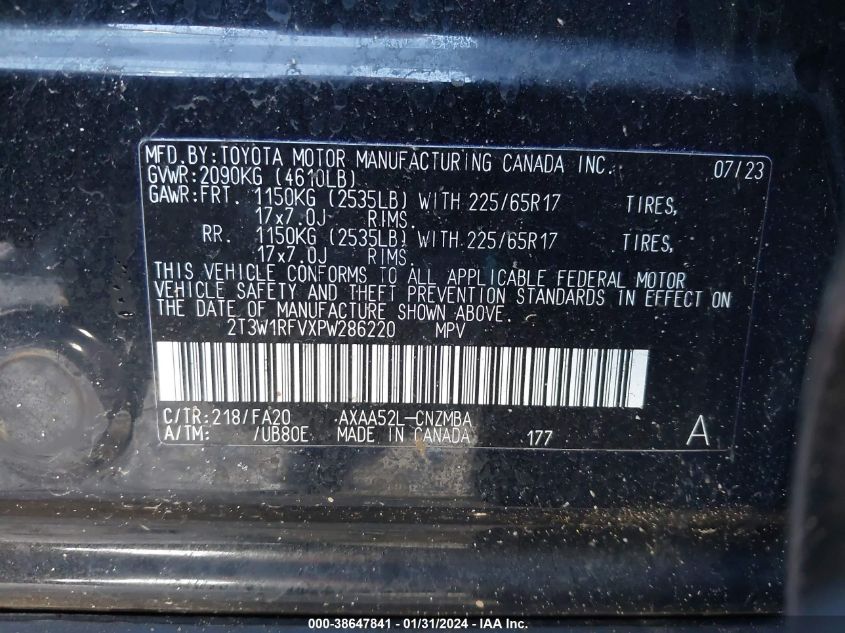 MFD.BY:TOYOTA MOTOR MANUFACTURING CANADA INC. 07/23
GVWR:2090KG (4610LB)
GAWR:FRT. 1150KG (2535LB) WITH 225/65R17 TIRES,
17x7.0J RIMS.
RR. 1150KG (2535LB) WITH 225/65R17 TIRES,
17x7.0J RIMS.
THIS VEHICLE CONFORMS TO ALL APPLICABLE FEDERAL MOTOR
VEHICLE SAFETY AND THEFT PREVENTION STANDARDS IN EFFECT ON
THE DATE OF MANUFACTURE SHOWN ABOVE.
2T3W1RFVXPW286220 MPV
C/TR:218/FA20 AXAA52L-CNZMBA
A/TM: /UB80E MADE IN CANADA 177 A
000-38647841 - 01/31/2024 - IAA Inc.